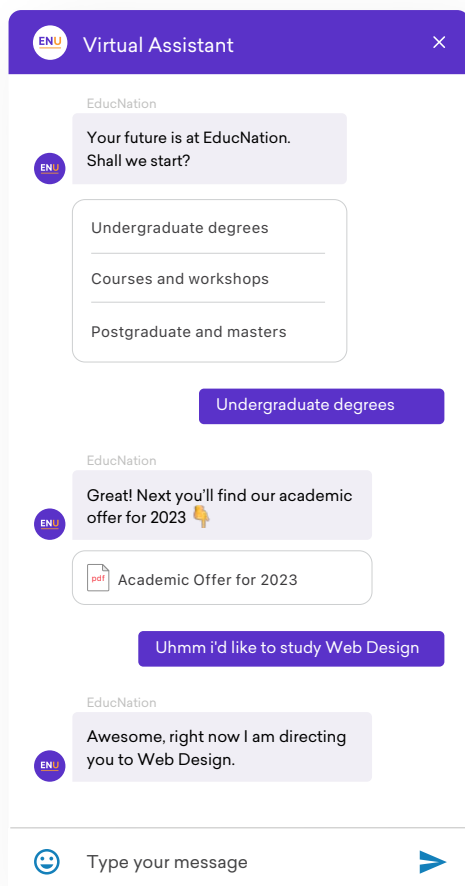 ENU Virtual Assistant
EducNation
Your future is at EducNation.
Shall we start?
ENU
Undergraduate degrees
Courses and workshops
Postgraduate and masters
Undergraduate degrees
EducNation
Great! Next you'll find our academic
offer for 2023 👇
ENU
pdf Academic Offer for 2023
Uhmm i'd like to study Web Design
EducNation
Awesome, right now I am directing
you to Web Design.
ENU
Type your message